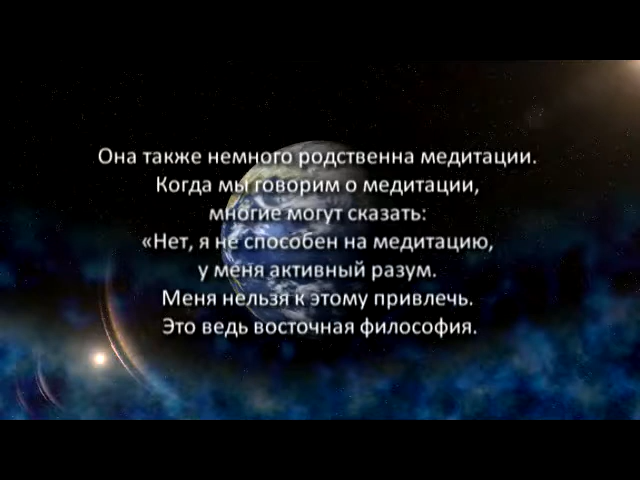 Она также немного родственна медитации.
Когда мы говорим о медитации,
многие могут сказать:
«Нет, я не способен на медитацию,
у меня активный разум.
Меня нельзя к этому привлечь.
Это ведь восточная философия.